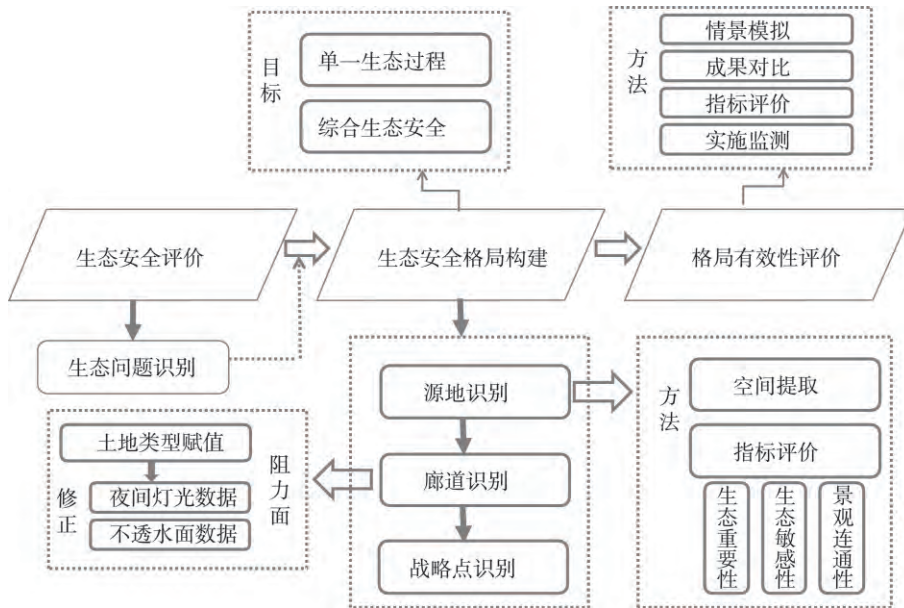 目标
单一生态过程
综合生态安全
方法
情景模拟
成果对比
指标评价
实施监测
生态安全评价
生态安全格局构建
格局有效性评价
生态问题识别
源地识别
廊道识别
战略点识别
土地类型赋值
修正
夜间灯光数据
不透水面数据
阻力面
方法
空间提取
指标评价
生态重要性
生态敏感性
景观连通性